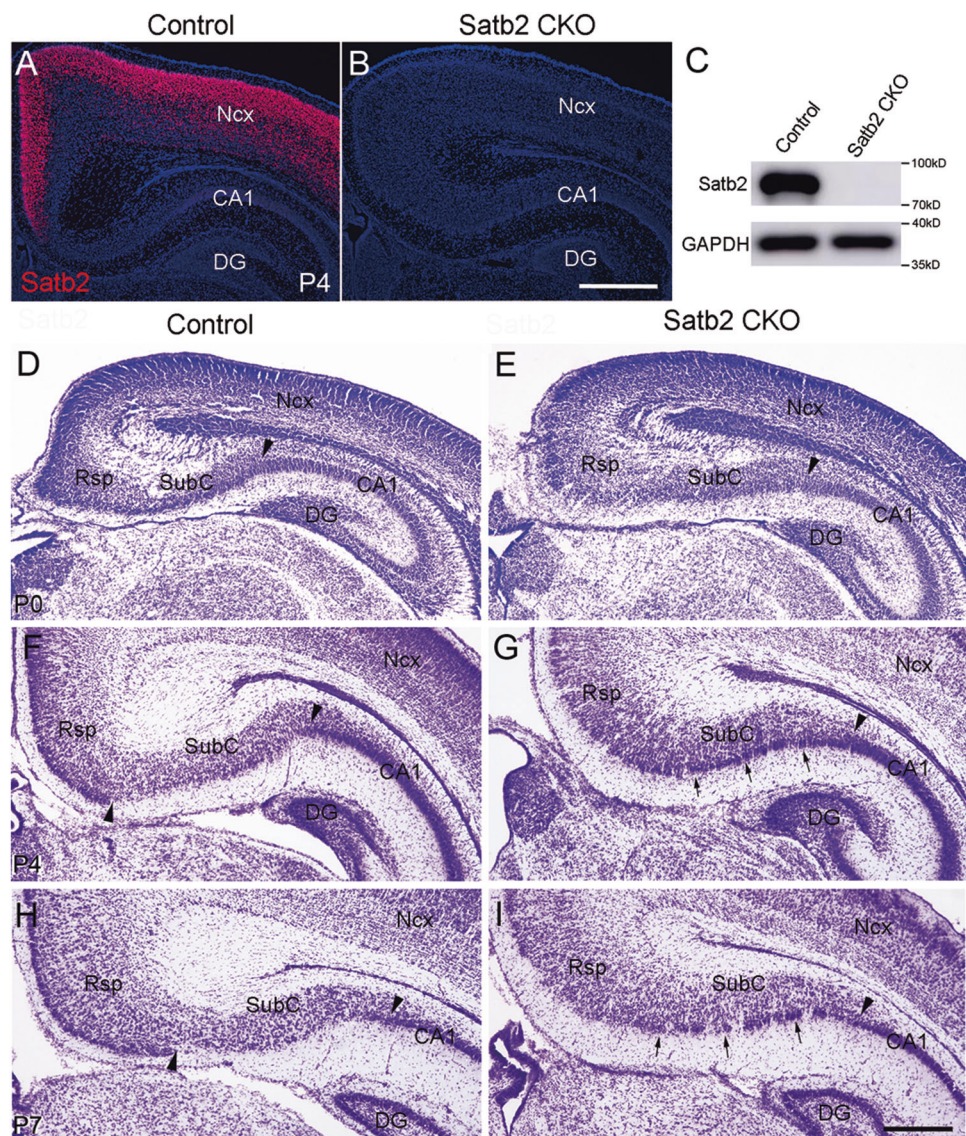 Control
Satb2 CKO
A
Ncx
CA1
DG
Satb2
P4
B
Ncx
CA1
DG
C
Control
Satb2 CKO
Satb2
100kD
70kD
GAPDH
40kD
35kD
Satb2
Satb2
Control
Satb2 CKO
D
Ncx
Rsp
SubC
CA1
DG
P0
E
Ncx
Rsp
SubC
CA1
DG
F
Ncx
Rsp
SubC
CA1
DG
P4
G
Ncx
Rsp
SubC
CA1
DG
H
Ncx
Rsp
SubC
CA1
DG
P7
I
Ncx
Rsp
SubC
CA1
DG